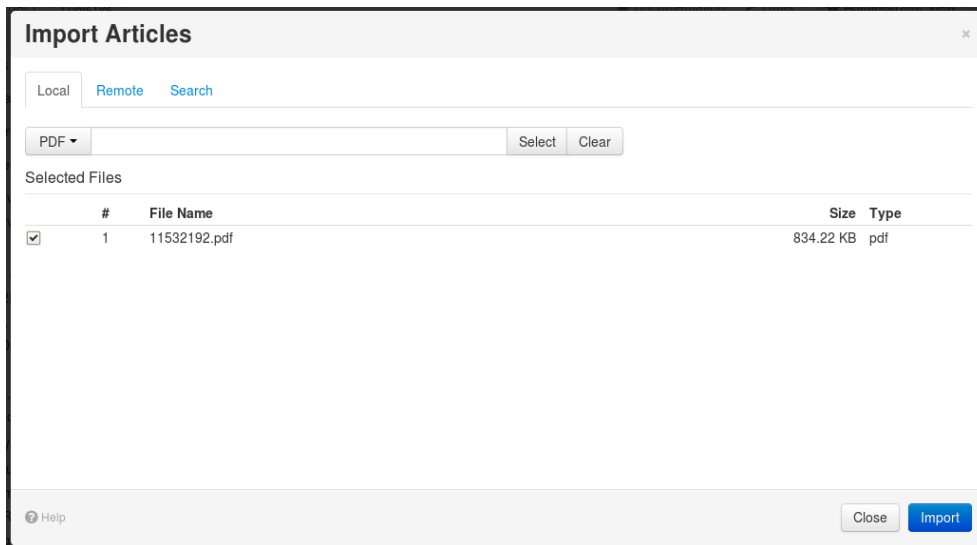 Import Articles ×
Local Remote Search
PDF Select Clear
Selected Files
# File Name Size Type
1 11532192.pdf 834.22 KB pdf
Help Close Import